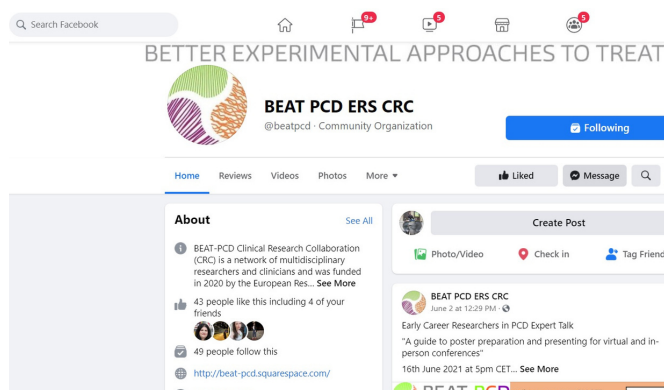 Search Facebook
9+
5
5
BETTER EXPERIMENTAL APPROACHES TO TREAT
BEAT PCD ERS CRC
@beatpcd · Community Organization
Following
Home Reviews Videos Photos More
Liked Message
About See All
BEAT-PCD Clinical Research Collaboration
(CRC) is a network of multidisciplinary
researchers and clinicians and was funded
in 2020 by the European Res... See More
43 people like this including 4 of your
friends
49 people follow this
http://beat-pcd.squarespace.com/
Create Post
Photo/Video Check in Tag Friend
BEAT PCD ERS CRC
June 2 at 12:29 PM ·
Early Career Researchers in PCD Expert Talk
"A guide to poster preparation and presenting for virtual and in-
person conferences"
16th June 2021 at 5pm CET... See More
BEAT PCD